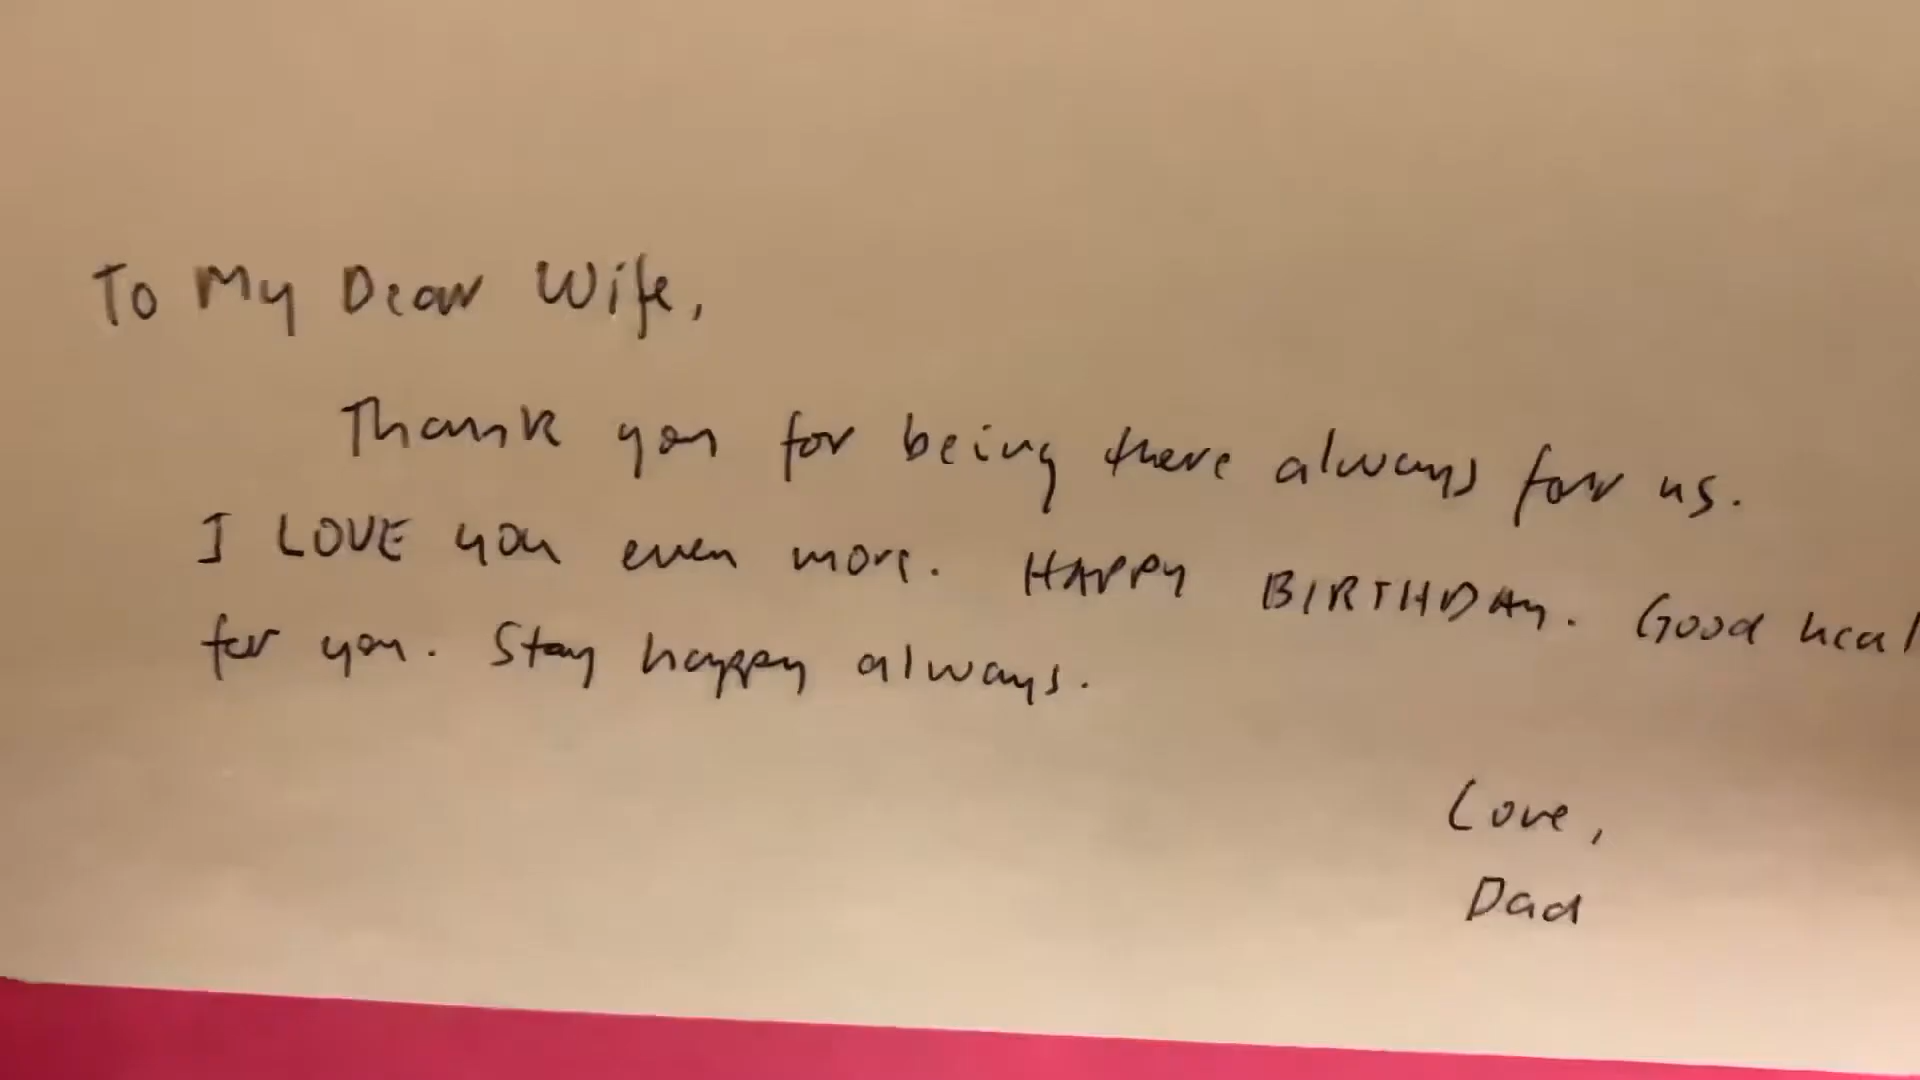 To My Dear Wife,
Thank you for being there always for us.
I LOVE you even more. HAPPY BIRTHDAY. Good heal
for you. Stay happy always.
Love,
Dad